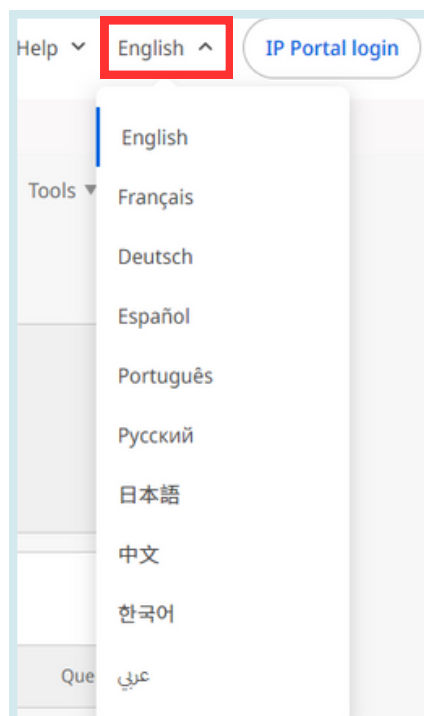 Help English IP Portal login
English
Tools
Français
Deutsch
Español
Português
Русский
日本語
中文
한국어
Que
عربي